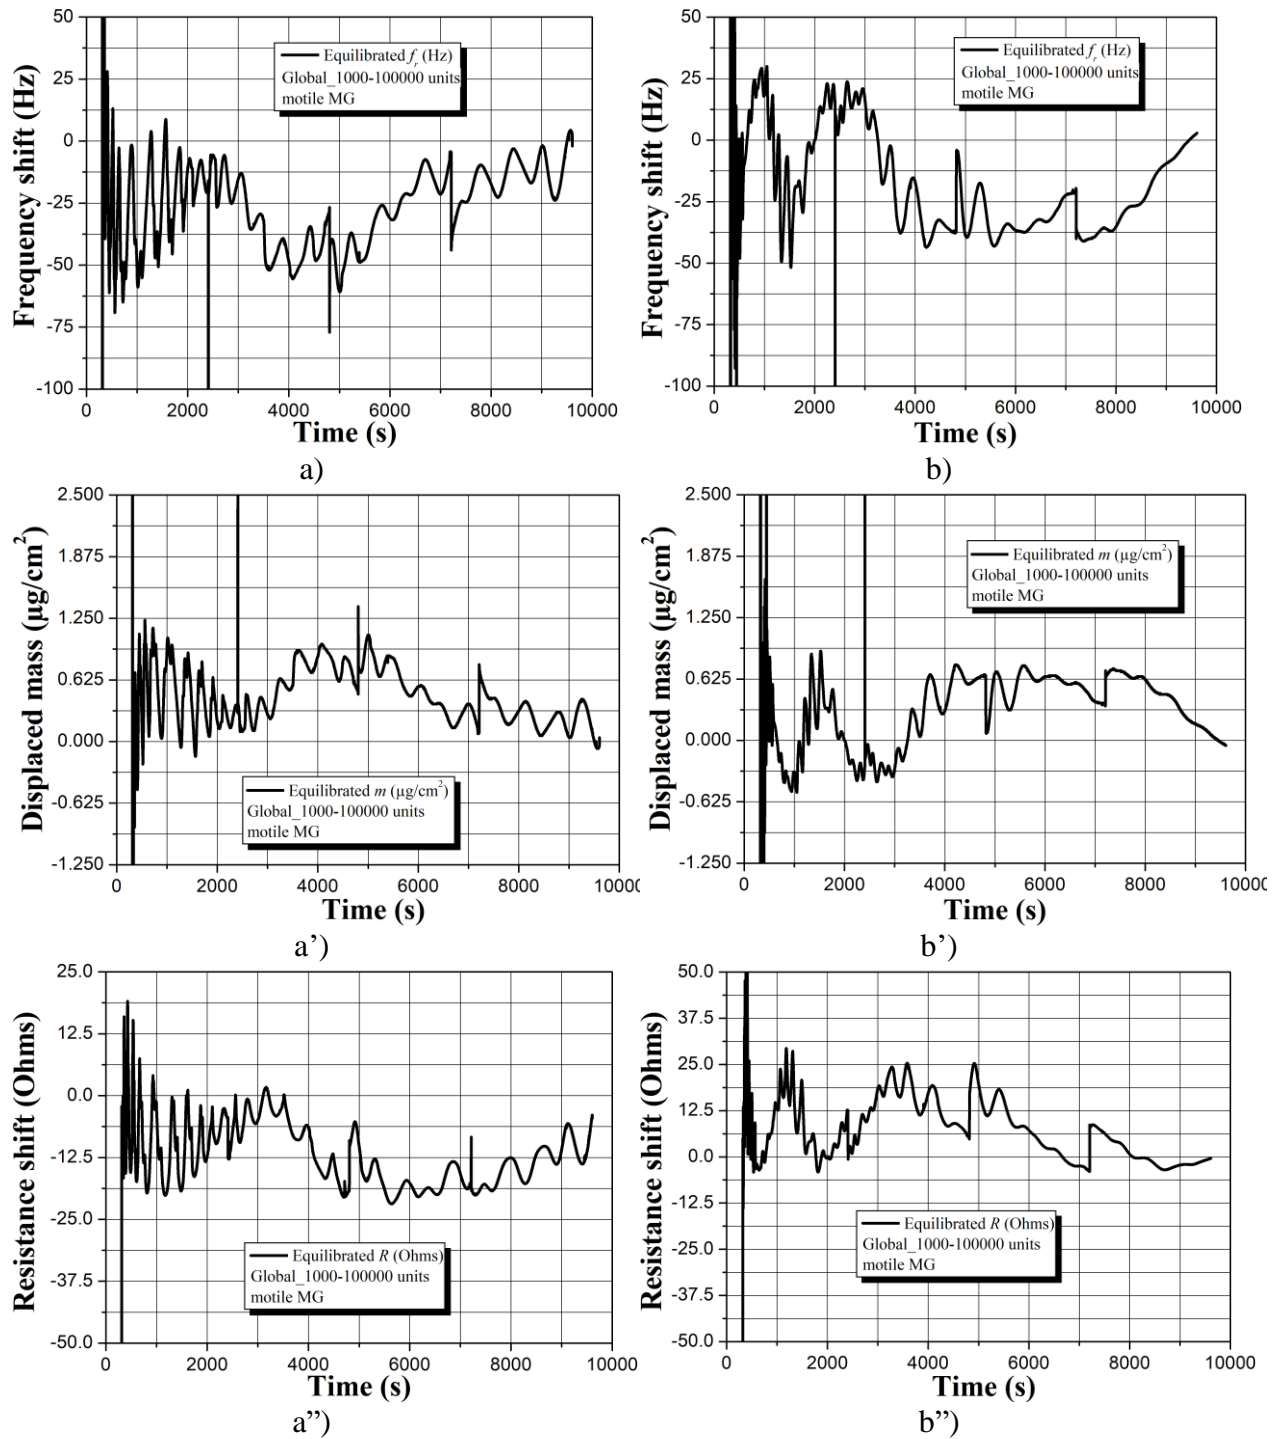 50
25
0
-25
-50
-75
-100
Frequency shift (Hz)
Equilibrated fr (Hz)
Global_1000-100000 units
motile MG
0 2000 4000 6000 8000 10000
Time (s)
a)
50
25
0
-25
-50
-75
-100
Frequency shift (Hz)
Equilibrated fr (Hz)
Global_1000-100000 units
motile MG
0 2000 4000 6000 8000 10000
Time (s)
b)
2.500
1.875
1.250
0.625
0.000
-0.625
-1.250
Displaced mass (µg/cm²)
Equilibrated m (µg/cm²)
Global_1000-100000 units
motile MG
0 2000 4000 6000 8000 10000
Time (s)
a')
2.500
1.875
1.250
0.625
0.000
-0.625
-1.250
Displaced mass (µg/cm²)
Equilibrated m (µg/cm²)
Global_1000-100000 units
motile MG
0 2000 4000 6000 8000 10000
Time (s)
b')
25.0
12.5
0.0
-12.5
-25.0
-37.5
-50.0
Resistance shift (Ohms)
Equilibrated R (Ohms)
Global_1000-100000 units
motile MG
0 2000 4000 6000 8000 10000
Time (s)
a")
50.0
37.5
25.0
12.5
0.0
-12.5
-25.0
-37.5
-50.0
Resistance shift (Ohms)
Equilibrated R (Ohms)
Global_1000-100000 units
motile MG
0 2000 4000 6000 8000 10000
Time (s)
b")